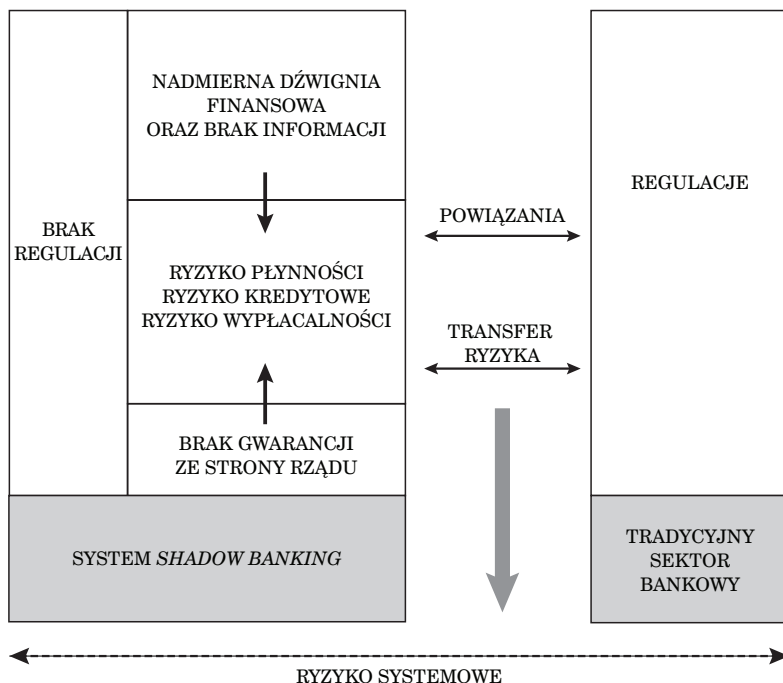 NADMIERNA DŹWIGNIA
FINANSOWA
ORAZ BRAK INFORMACJI
BRAK
REGULACJI
RYZYKO PŁYNNOŚCI
RYZYKO KREDYTOWE
RYZYKO WYPŁACALNOŚCI
BRAK GWARANCJI
ZE STRONY RZĄDU
SYSTEM SHADOW BANKING
POWIĄZANIA
TRANSFER
RYZYKA
REGULACJE
TRADYCYJNY
SEKTOR
BANKOWY
RYZYKO SYSTEMOWE